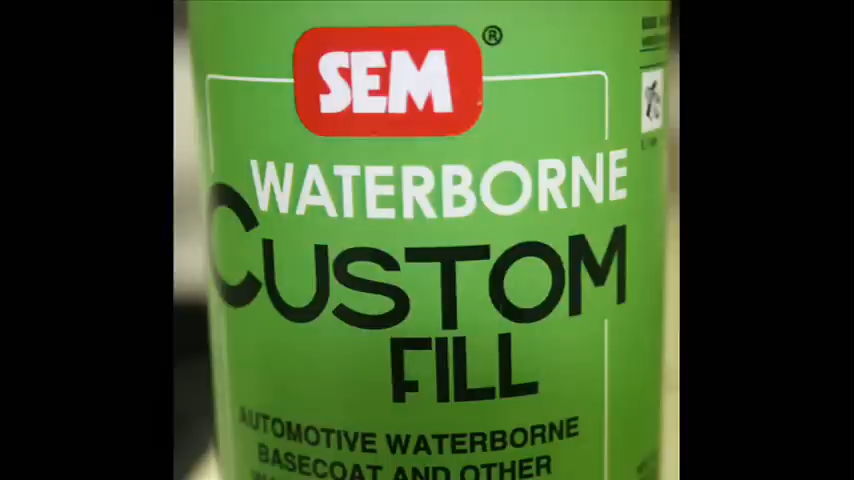 SEM®
WATERBORNE
CUSTOM
FILL
AUTOMOTIVE WATERBORNE
BASECOAT AND OTHER